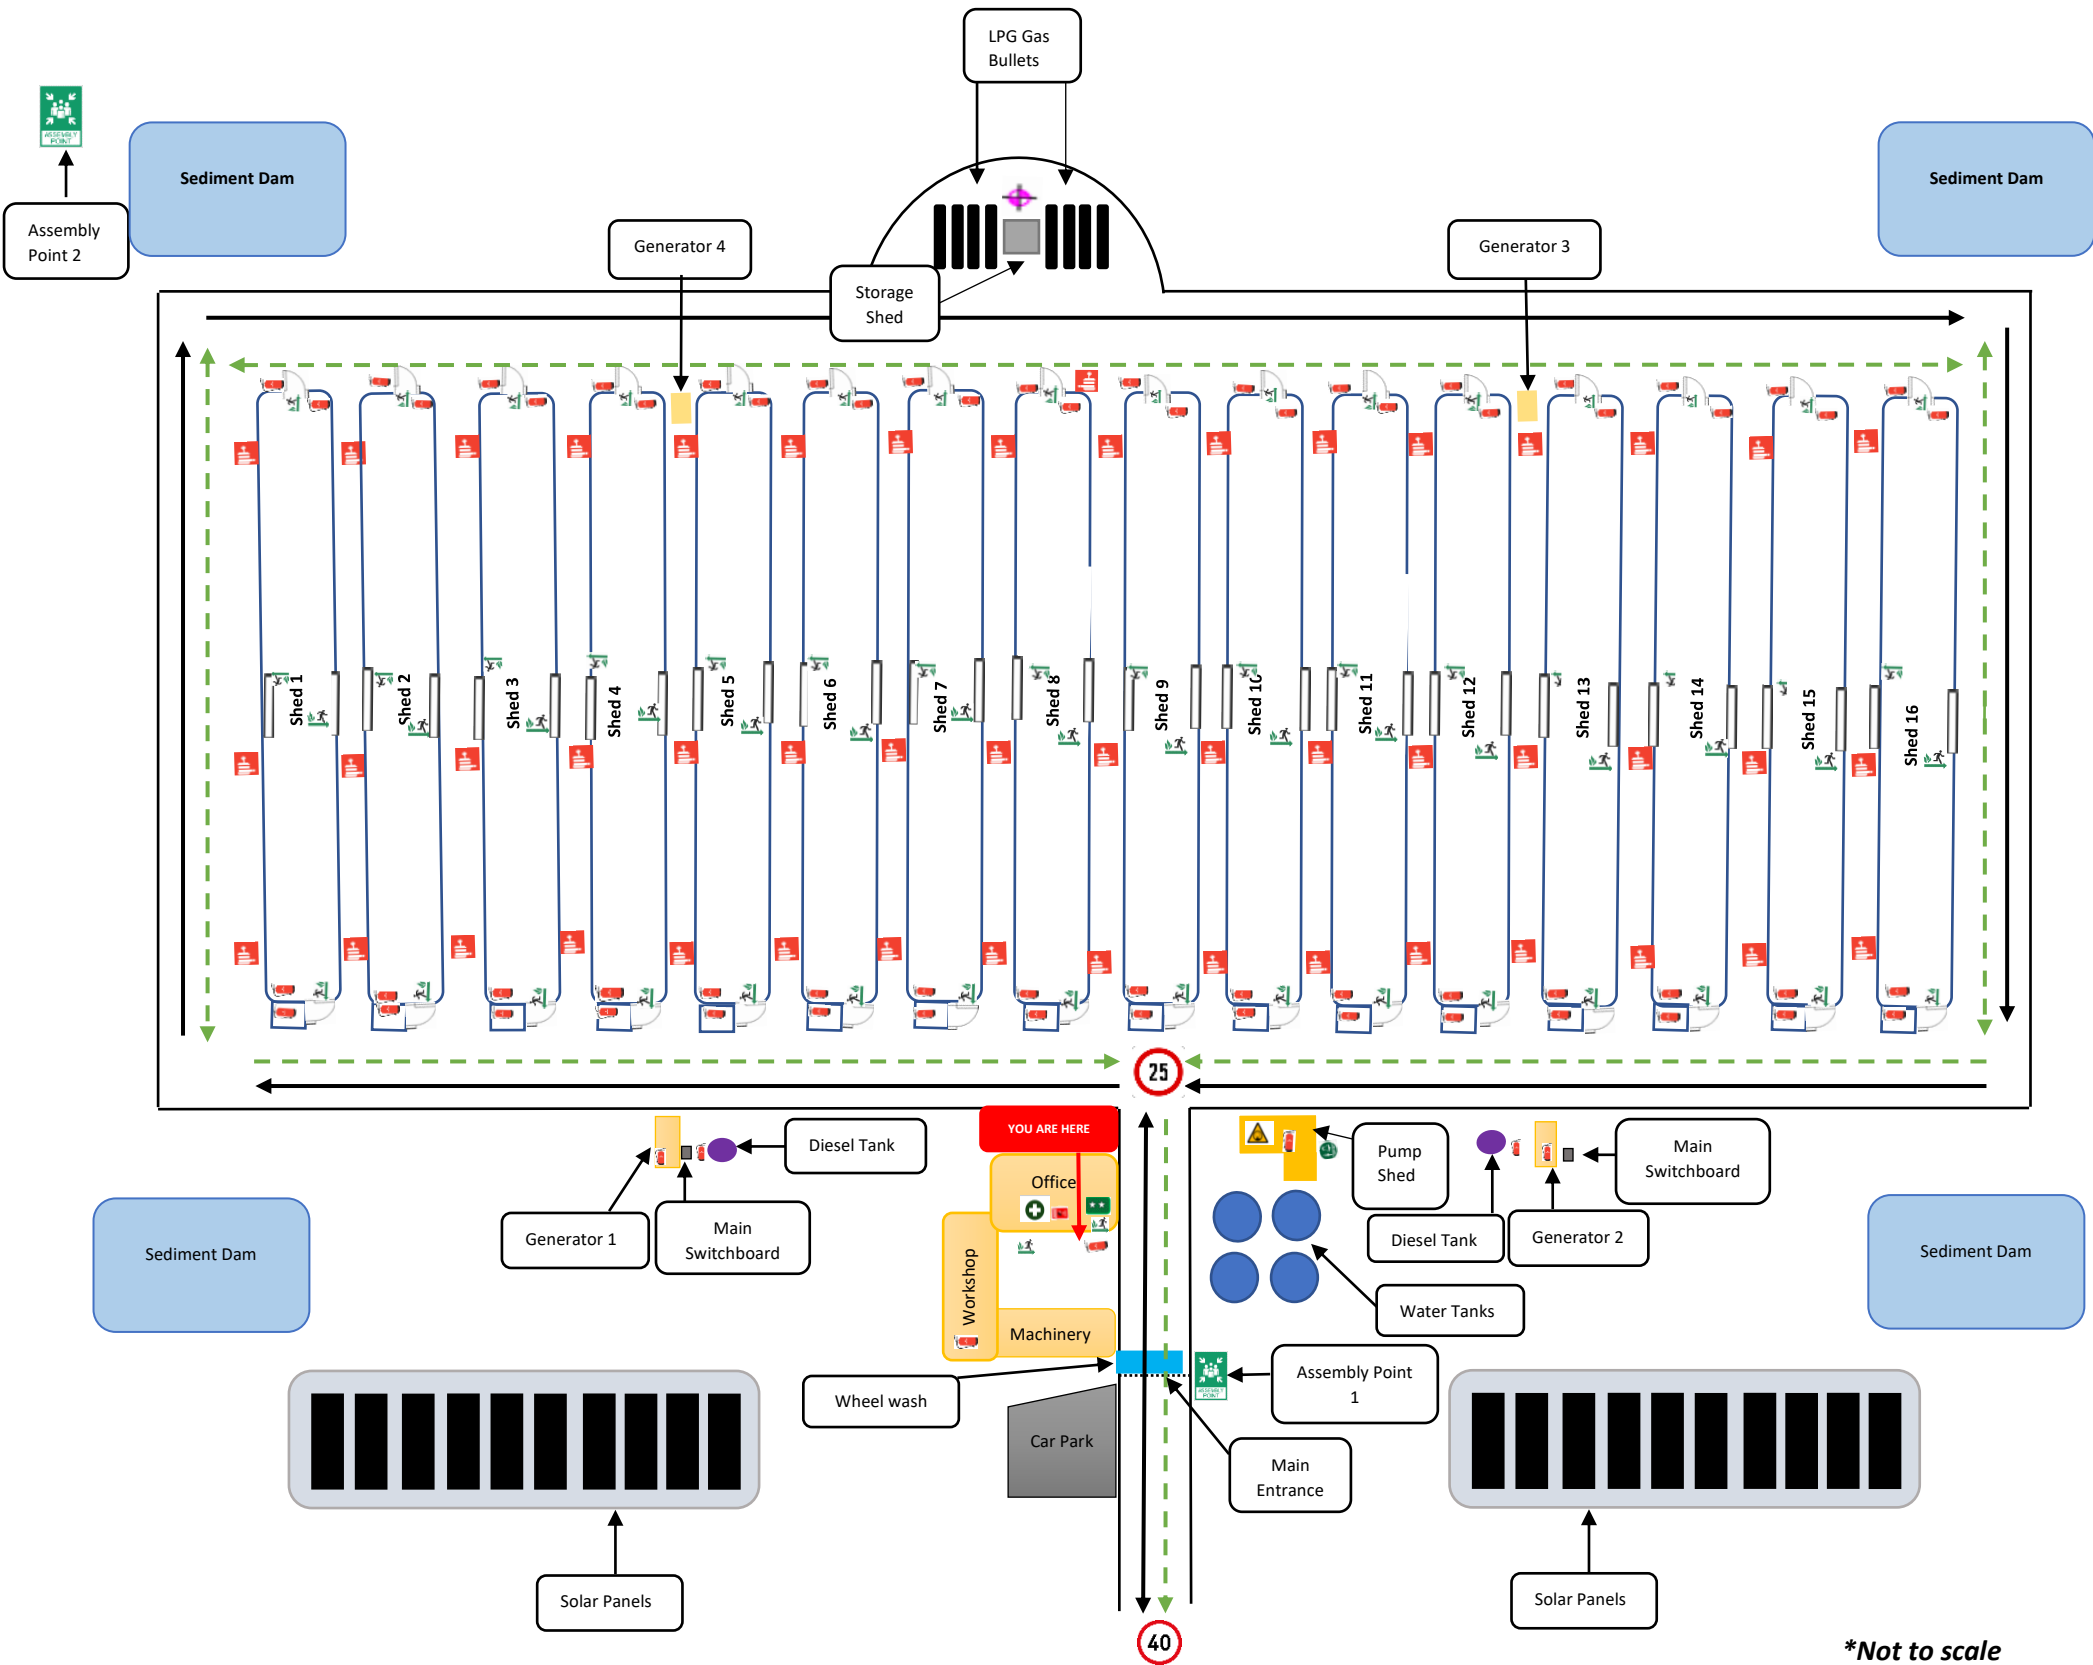 LPG Gas
Bullets
ASSEMBLY
POINT
Sediment Dam
Sediment Dam
Assembly
Point 2
Generator 4
Generator 3
Storage
Shed
Shed 1
Shed 2
Shed 3
Shed 4
Shed 5
Shed 6
Shed 7
Shed 8
Shed 9
Shed 10
Shed 11
Shed 12
Shed 13
Shed 14
Shed 15
Shed 16
25
YOU ARE HERE
Diesel Tank
Pump
Shed
Main
Switchboard
Office
Generator 1
Main
Switchboard
Diesel Tank
Generator 2
Sediment Dam
Sediment Dam
Workshop
Water Tanks
Machinery
Assembly Point
1
ASSEMBLY
POINT
Wheel wash
Car Park
Main
Entrance
Solar Panels
Solar Panels
40
*Not to scale